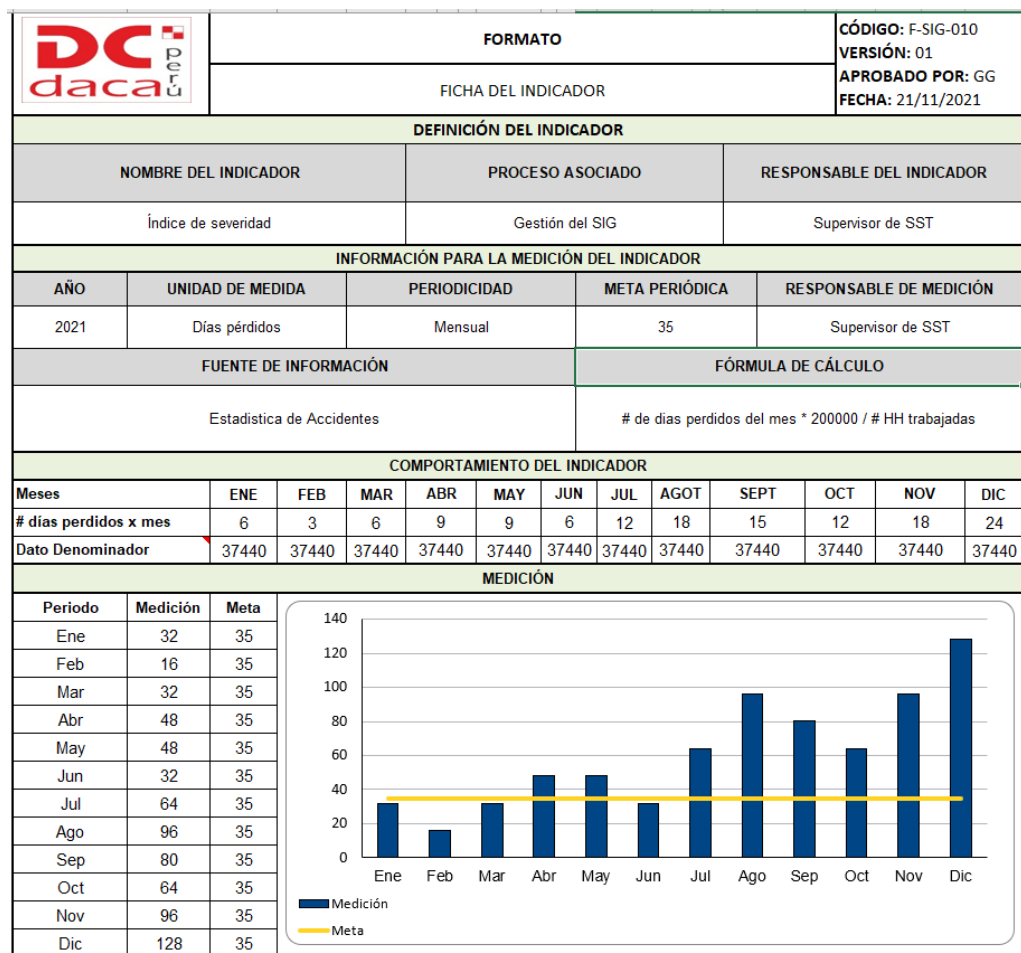 DC perú
dacau
FORMATO
FICHA DEL INDICADOR
CÓDIGO: F-SIG-010
VERSIÓN: 01
APROBADO POR: GG
FECHA: 21/11/2021
DEFINICIÓN DEL INDICADOR
NOMBRE DEL INDICADOR PROCESO ASOCIADO RESPONSABLE DEL INDICADOR
Índice de severidad Gestión del SIG Supervisor de SST
INFORMACIÓN PARA LA MEDICIÓN DEL INDICADOR
AÑO UNIDAD DE MEDIDA PERIODICIDAD META PERIÓDICA RESPONSABLE DE MEDICIÓN
2021 Días pérdidos Mensual 35 Supervisor de SST
FUENTE DE INFORMACIÓN FÓRMULA DE CÁLCULO
Estadistica de Accidentes # de dias perdidos del mes * 200000 / # HH trabajadas
COMPORTAMIENTO DEL INDICADOR
Meses ENE FEB MAR ABR MAY JUN JUL AGOT SEPT OCT NOV DIC
# días perdidos x mes 6 3 6 9 9 6 12 18 15 12 18 24
Dato Denominador 37440 37440 37440 37440 37440 37440 37440 37440 37440 37440 37440 37440
MEDICIÓN
Periodo Medición Meta
Ene 32 35
Feb 16 35
Mar 32 35
Abr 48 35
May 48 35
Jun 32 35
Jul 64 35
Ago 96 35
Sep 80 35
Oct 64 35
Nov 96 35
Dic 128 35
140
120
100
80
60
40
20
0
Ene Feb Mar Abr May Jun Jul Ago Sep Oct Nov Dic
Medición
Meta